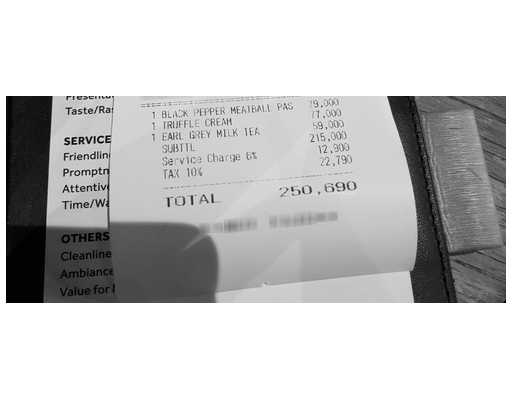 Taste/Ra
SERVICE
Friendlin
Promptn
Attentiv
Time/Wa
OTHERS
Cleanline
Ambiance
Value for
1 BLACK PEPPER MEATBALL PAS 79,000
1 TRUFFLE CREAM 77,000
1 EARL GREY MILK TEA 59,000
SUBTTL 215,000
Service Charge 6% 12,900
TAX 10% 22,790
TOTAL 250,690